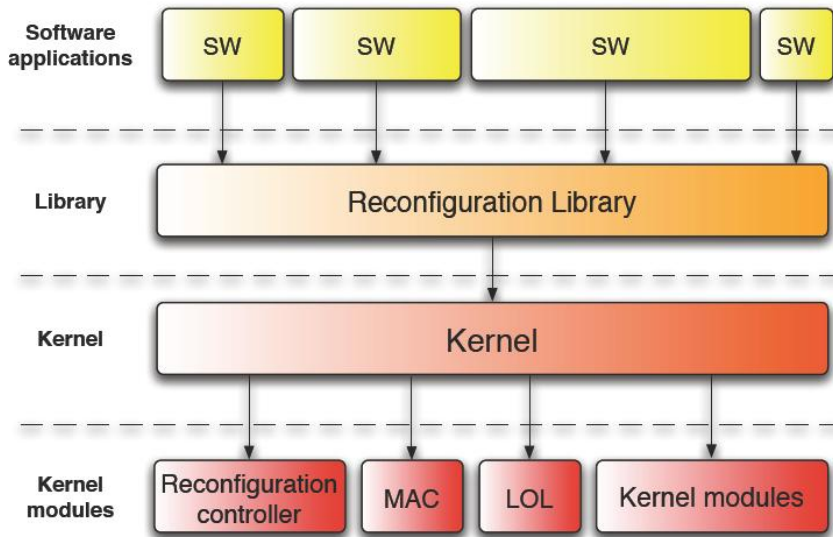 Software
applications
SW
SW
SW
SW
Library
Reconfiguration Library
Kernel
Kernel
Kernel
modules
Reconfiguration
controller
MAC
LOL
Kernel modules